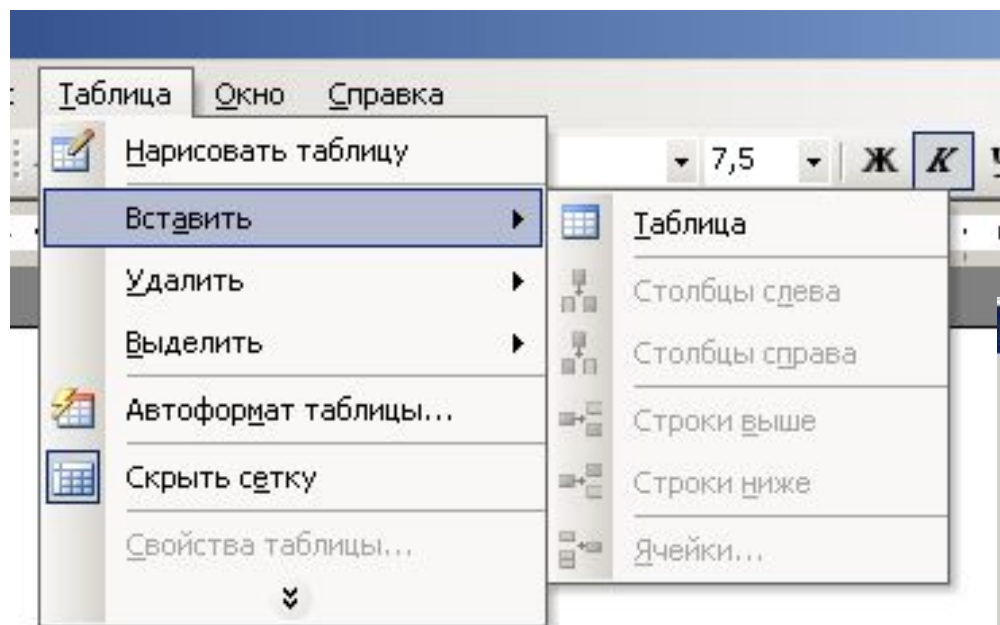 Таблица Окно Справка
Нарисовать таблицу
7,5 Ж К
Вставить
Таблица
Удалить
Столбцы слева
Выделить
Столбцы справа
Автоформат таблицы...
Строки выше
Скрыть сетку
Строки ниже
Свойства таблицы...
Ячейки...